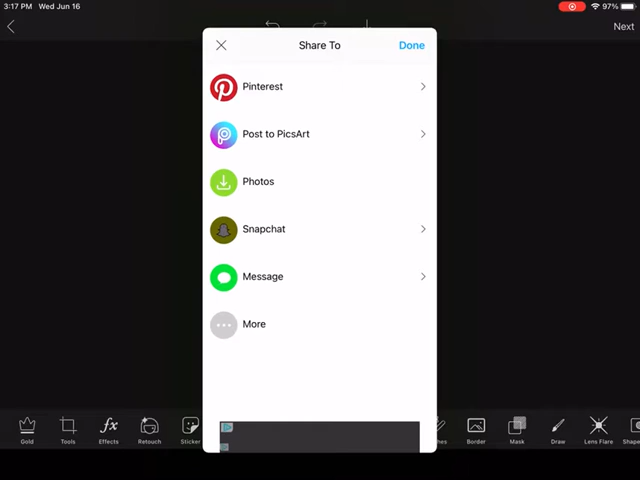 3:17 PM Wed Jun 16
97%
Next
Share To
Done
Pinterest
Post to PicsArt
Photos
Snapchat
Message
More
Gold
Tools
Effects
Retouch
Sticker
Border
Mask
Draw
Lens Flare